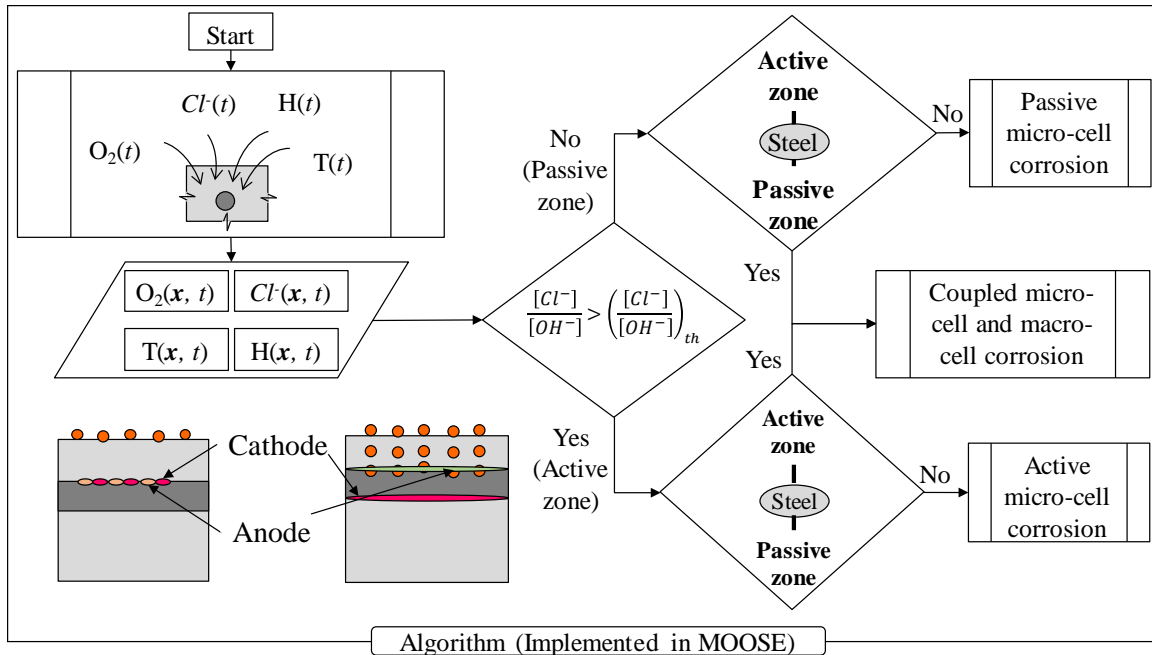 Start
Cl-(t)
H(t)
O2(t)
T(t)
O2(x, t)
Cl-(x, t)
T(x, t)
H(x, t)
[Cl−]/[OH−] > ([Cl−]/[OH−])th
No
(Passive
zone)
Yes
(Active
zone)
Active
zone
Steel
Passive
zone
No
Passive
micro-cell
corrosion
Yes
Coupled micro-
cell and macro-
cell corrosion
Yes
Active
zone
Steel
Passive
zone
No
Active
micro-cell
corrosion
Cathode
Anode
Algorithm (Implemented in MOOSE)